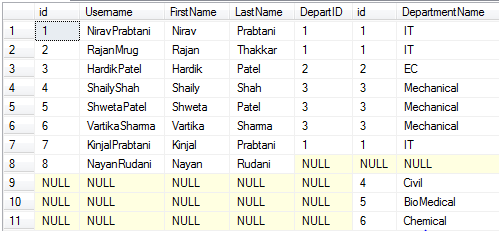 id Username FirstName LastName DepartID id DepartmentName
1 1 NiravPrabtani Nirav Prabtani 1 1 IT
2 2 RajanMrug Rajan Thakkar 1 1 IT
3 3 HardikPatel Hardik Patel 2 2 EC
4 4 ShailyShah Shaily Shah 3 3 Mechanical
5 5 ShwetaPatel Shweta Patel 3 3 Mechanical
6 6 VartikaSharma Vartika Sharma 3 3 Mechanical
7 7 KinjalPrabtani Kinjal Prabtani 1 1 IT
8 8 NayanRudani Nayan Rudani NULL NULL NULL
9 NULL NULL NULL NULL NULL 4 Civil
10 NULL NULL NULL NULL NULL 5 BioMedical
11 NULL NULL NULL NULL NULL 6 Chemical